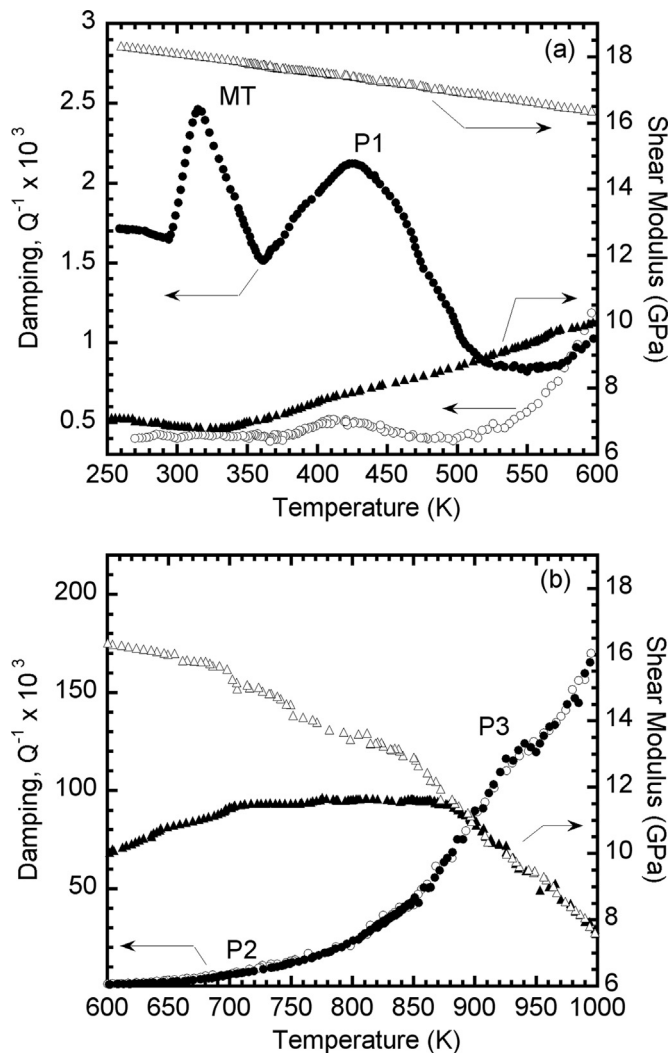 (a)
MT
P1
Damping, Q⁻¹ x 10³
3
2.5
2
1.5
1
0.5
18
16
14
12
10
8
6
Shear Modulus (GPa)
250 300 350 400 450 500 550 600
Temperature (K)
(b)
P2
P3
Damping, Q⁻¹ x 10³
200
150
100
50
18
16
14
12
10
8
6
Shear Modulus (GPa)
600 650 700 750 800 850 900 950 1000
Temperature (K)